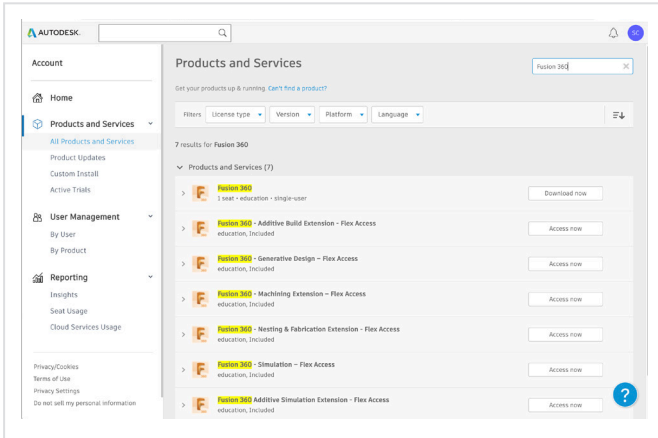 AUTODESK.
SC
Account
Home
Products and Services
All Products and Services
Product Updates
Custom Install
Active Trials
User Management
By User
By Product
Reporting
Insights
Seat Usage
Cloud Services Usage
Privacy/Cookies
Terms of Use
Privacy Settings
Do not sell my personal information
Products and Services
Fusion 360
Get your products up & running. Can't find a product?
Filters License type Version Platform Language
7 results for Fusion 360
Products and Services (7)
Fusion 360
1 seat • education • single-user
Download now
Fusion 360 - Additive Build Extension - Flex Access
education, Included
Access now
Fusion 360 - Generative Design – Flex Access
education, Included
Access now
Fusion 360 - Machining Extension – Flex Access
education, Included
Access now
Fusion 360 - Nesting & Fabrication Extension - Flex Access
education, Included
Access now
Fusion 360 - Simulation – Flex Access
education, Included
Access now
Fusion 360 Additive Simulation Extension - Flex Access
education, Included
Access now
?